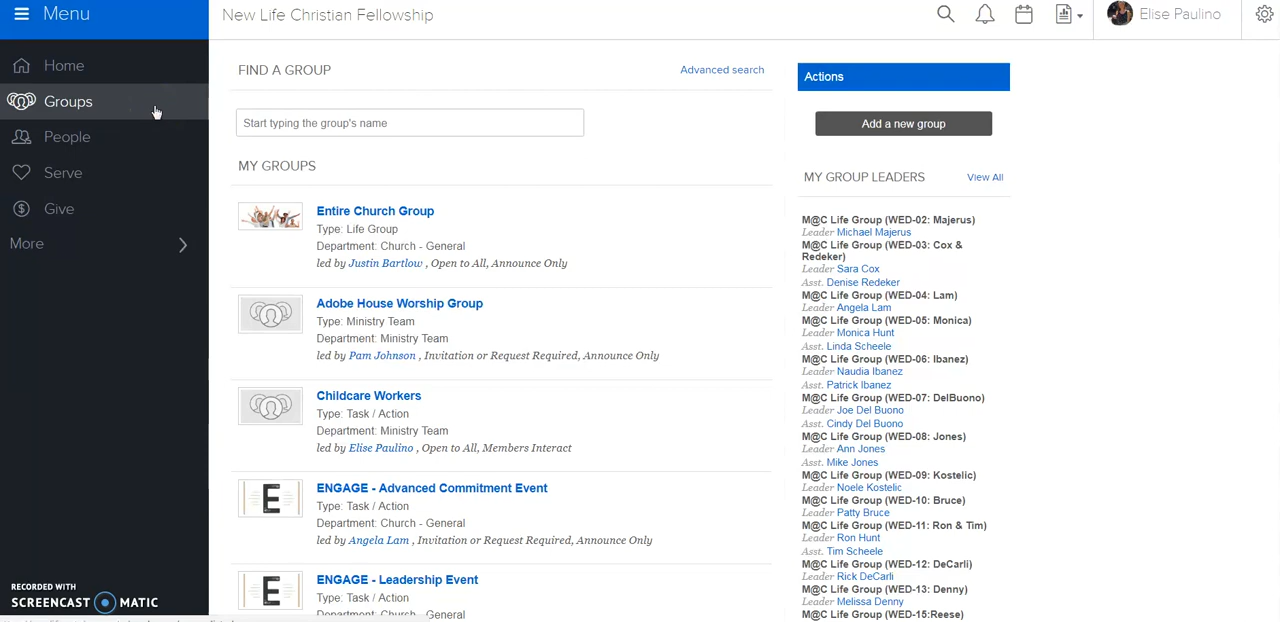 Menu
New Life Christian Fellowship
Elise Paulino
Home
Groups
People
Serve
Give
More
FIND A GROUP
Advanced search
Start typing the group's name
MY GROUPS
Entire Church Group
Type: Life Group
Department: Church - General
led by Justin Bartlow , Open to All, Announce Only
Adobe House Worship Group
Type: Ministry Team
Department: Ministry Team
led by Pam Johnson , Invitation or Request Required, Announce Only
Childcare Workers
Type: Task / Action
Department: Ministry Team
led by Elise Paulino , Open to All, Members Interact
E
ENGAGE - Advanced Commitment Event
Type: Task / Action
Department: Church - General
led by Angela Lam , Invitation or Request Required, Announce Only
E
ENGAGE - Leadership Event
Type: Task / Action
Department: Church - General
Actions
Add a new group
MY GROUP LEADERS
View All
M@C Life Group (WED-02: Majerus)
Leader Michael Majerus
M@C Life Group (WED-03: Cox &
Redeker)
Leader Sara Cox
Asst. Denise Redeker
M@C Life Group (WED-04: Lam)
Leader Angela Lam
M@C Life Group (WED-05: Monica)
Leader Monica Hunt
Asst. Linda Scheele
M@C Life Group (WED-06: Ibanez)
Leader Naudia Ibanez
Asst. Patrick Ibanez
M@C Life Group (WED-07: DelBuono)
Leader Joe Del Buono
Asst. Cindy Del Buono
M@C Life Group (WED-08: Jones)
Leader Ann Jones
Asst. Mike Jones
M@C Life Group (WED-09: Kostelic)
Leader Noele Kostelic
M@C Life Group (WED-10: Bruce)
Leader Patty Bruce
M@C Life Group (WED-11: Ron & Tim)
Leader Ron Hunt
Asst. Tim Scheele
M@C Life Group (WED-12: DeCarli)
Leader Rick DeCarli
M@C Life Group (WED-13: Denny)
Leader Melissa Denny
M@C Life Group (WED-15:Reese)
RECORDED WITH
SCREENCAST MATIC